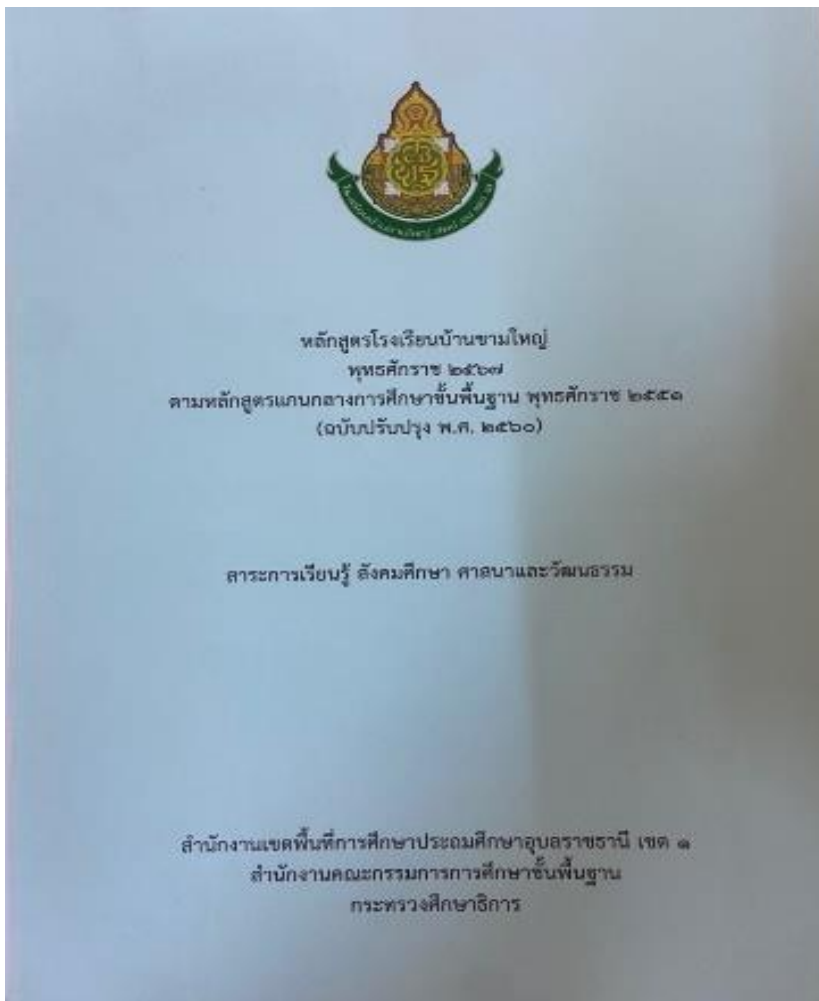 หลักสูตรโรงเรียนบ้านขามใหญ่
พุทธศักราช ๒๕๖๗
ตามหลักสูตรแกนกลางการศึกษาขั้นพื้นฐาน พุทธศักราช ๒๕๕๑
(ฉบับปรับปรุง พ.ศ. ๒๕๖๐)
สาระการเรียนรู้ สังคมศึกษา ศาสนาและวัฒนธรรม
สำนักงานเขตพื้นที่การศึกษาประถมศึกษาอุบลราชธานี เขต ๑
สำนักงานคณะกรรมการการศึกษาขั้นพื้นฐาน
กระทรวงศึกษาธิการ